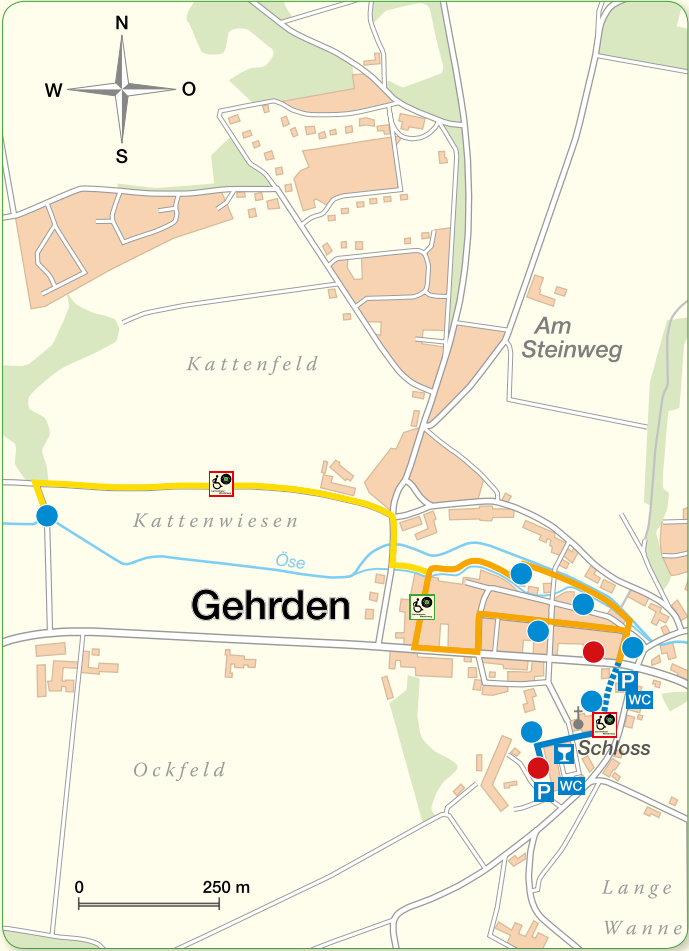 N
W
O
S
Am
Steinweg
Kattenfeld
Kattenwiesen
Öse
Gehrden
P
WC
Schloss
Ockfeld
P
WC
0
250 m
Lange
Wanne